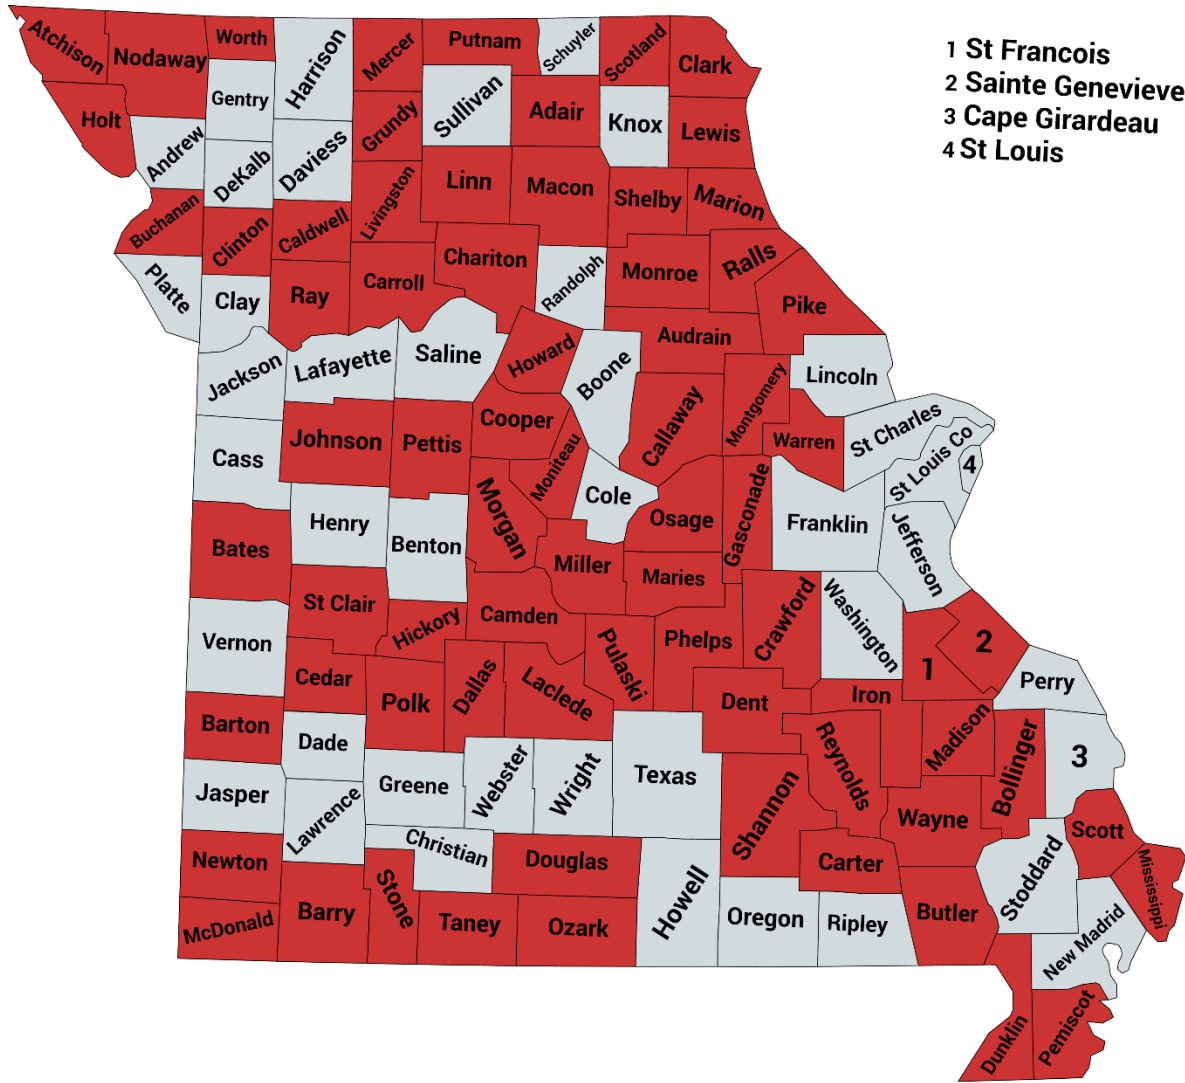 1 St Francois
2 Sainte Genevieve
3 Cape Girardeau
4 St Louis
Atchison
Nodaway
Worth
Harrison
Mercer
Putnam
Schuyler
Scotland
Clark
Holt
Andrew
Gentry
DeKalb
Daviess
Grundy
Sullivan
Adair
Knox
Lewis
Buchanan
Clinton
Caldwell
Livingston
Linn
Macon
Shelby
Marion
Platte
Clay
Ray
Carroll
Chariton
Randolph
Monroe
Ralls
Pike
Jackson
Lafayette
Saline
Howard
Boone
Audrain
Callaway
Montgomery
Lincoln
Warren
St Charles
St Louis Co
4
Cass
Johnson
Pettis
Cooper
Moniteau
Cole
Osage
Gasconade
Franklin
Jefferson
Bates
Henry
Benton
Morgan
Miller
Maries
Vernon
St Clair
Hickory
Camden
Pulaski
Phelps
Crawford
Washington
1
2
Perry
Barton
Cedar
Polk
Dallas
Laclede
Dent
Iron
Reynolds
Madison
Bollinger
3
Jasper
Dade
Greene
Webster
Wright
Texas
Shannon
Wayne
Scott
Mississippi
Newton
Lawrence
Christian
Douglas
Howell
Carter
Butler
Stoddard
McDonald
Barry
Stone
Taney
Ozark
Oregon
Ripley
New Madrid
Dunklin
Pemiscot